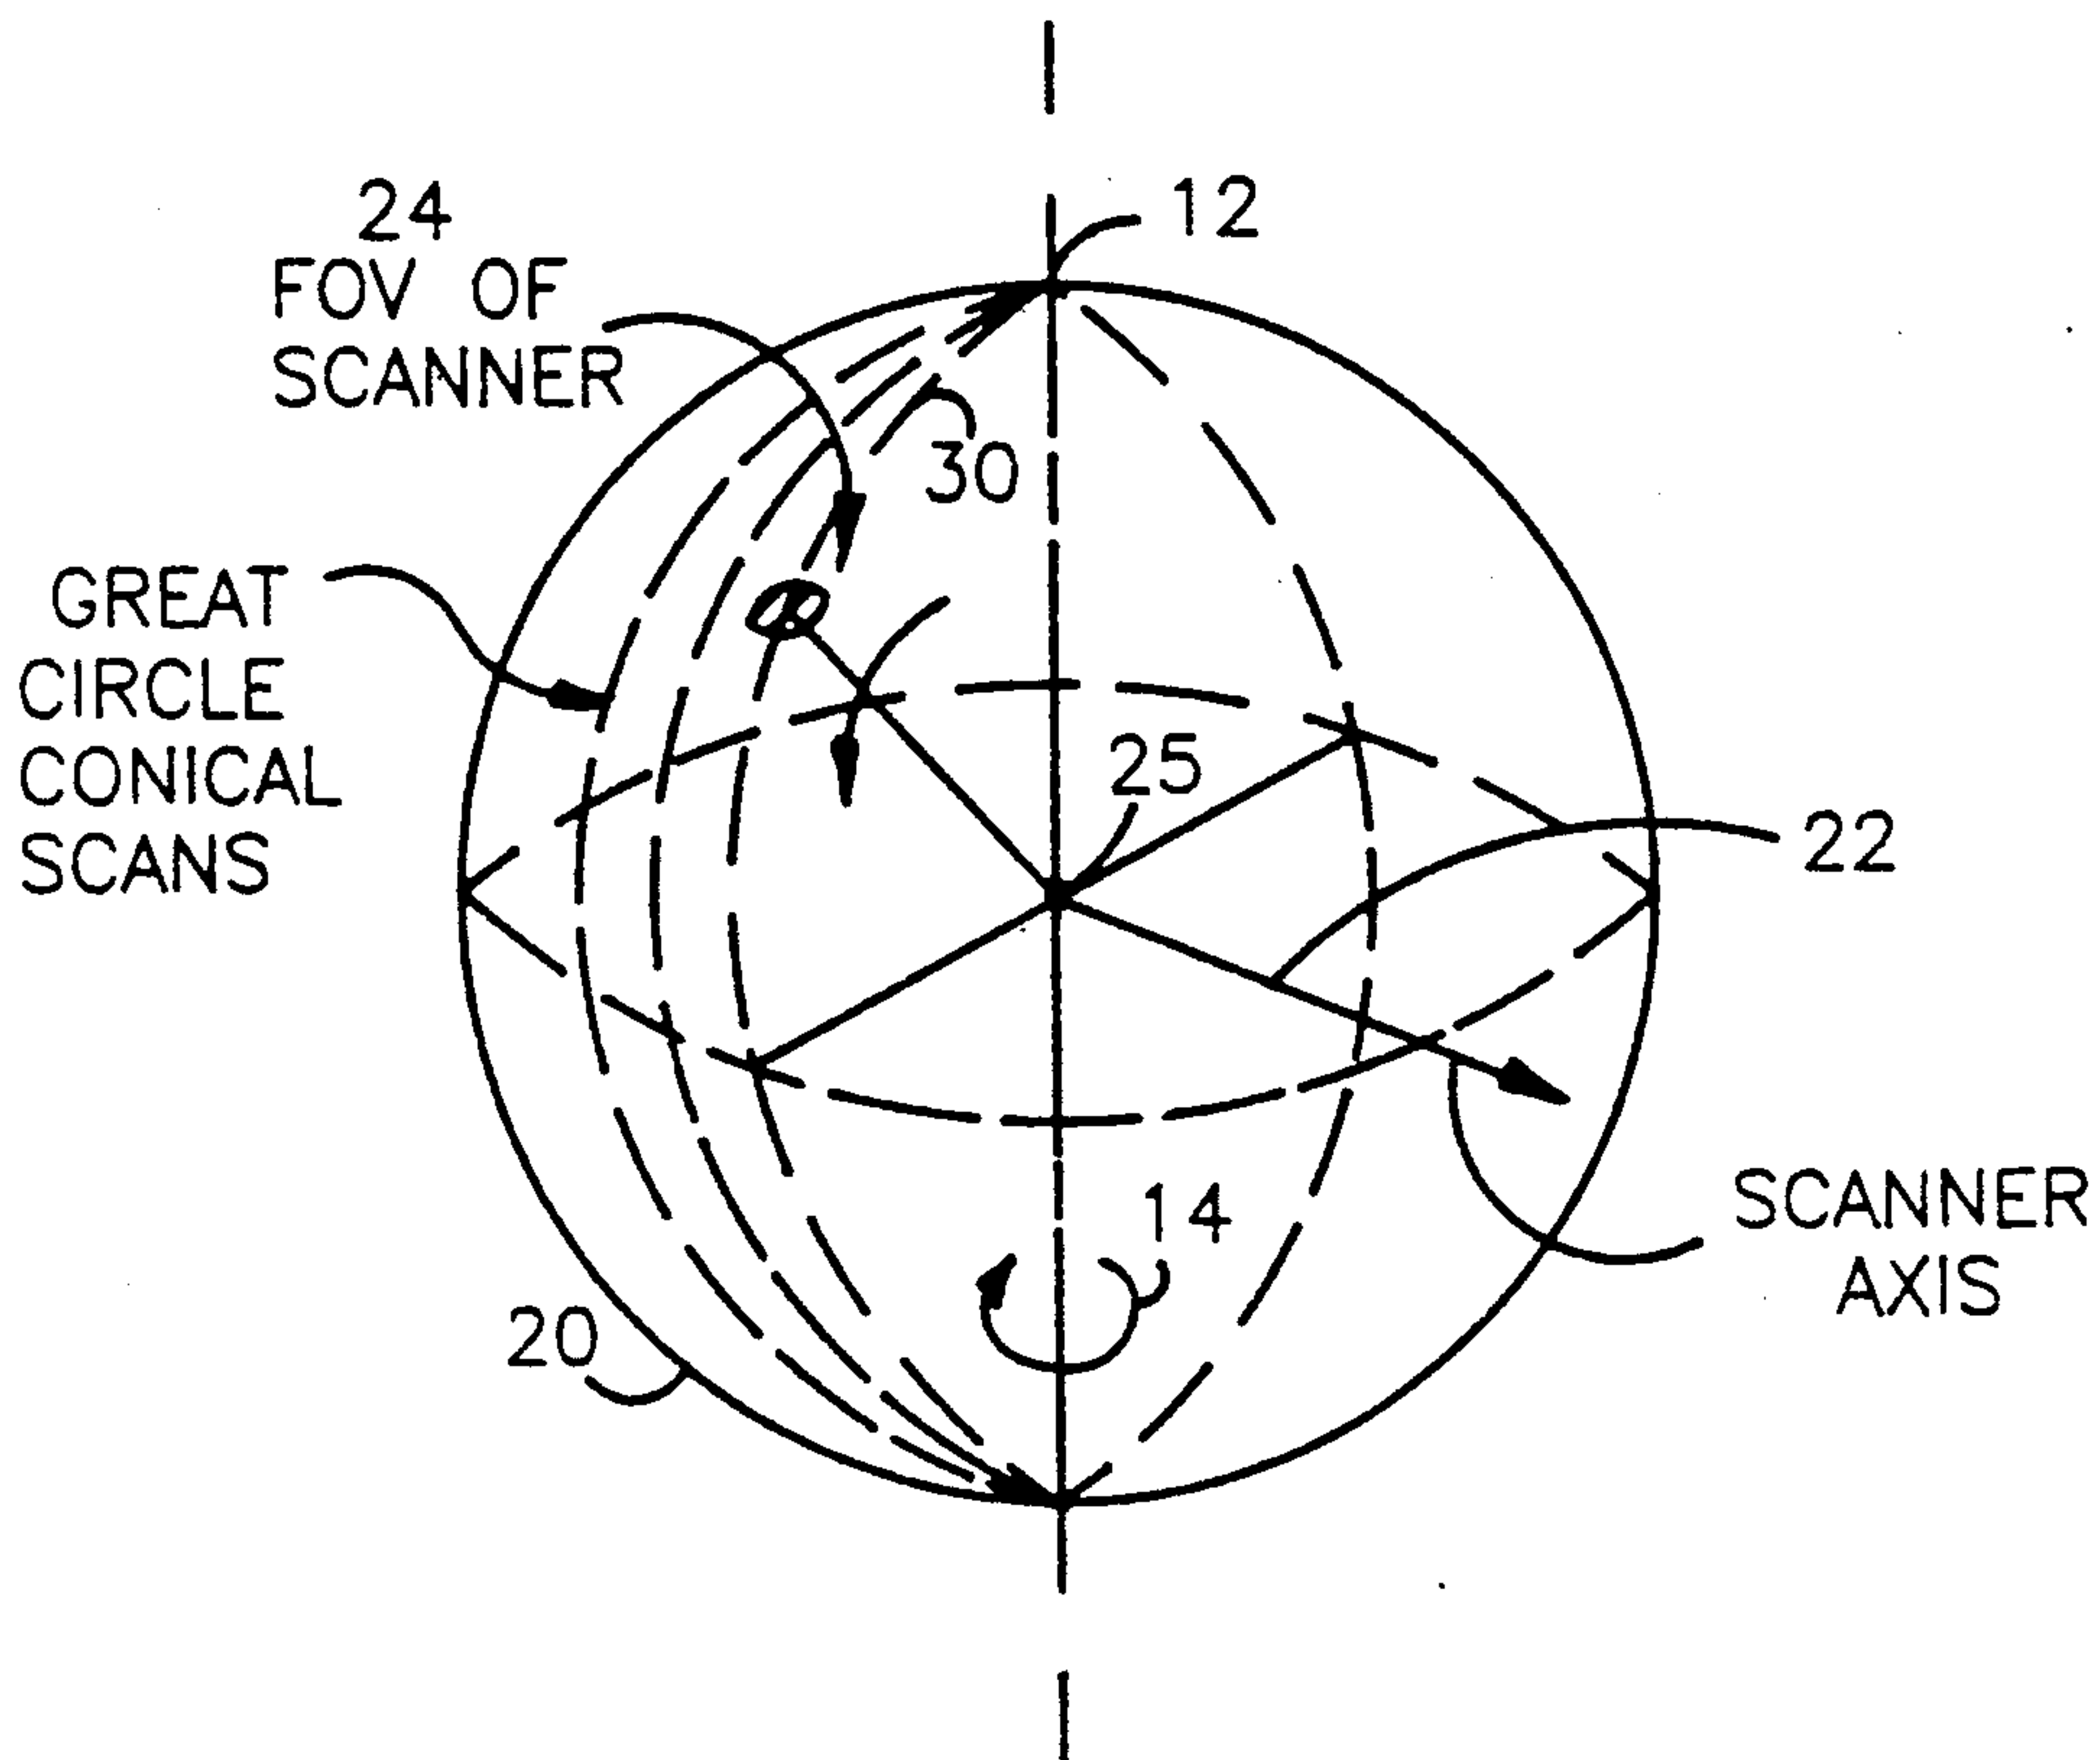 12
24
FOV OF
SCANNER
30
GREAT
CIRCLE
CONICAL
SCANS
25
22
14
SCANNER
AXIS
20